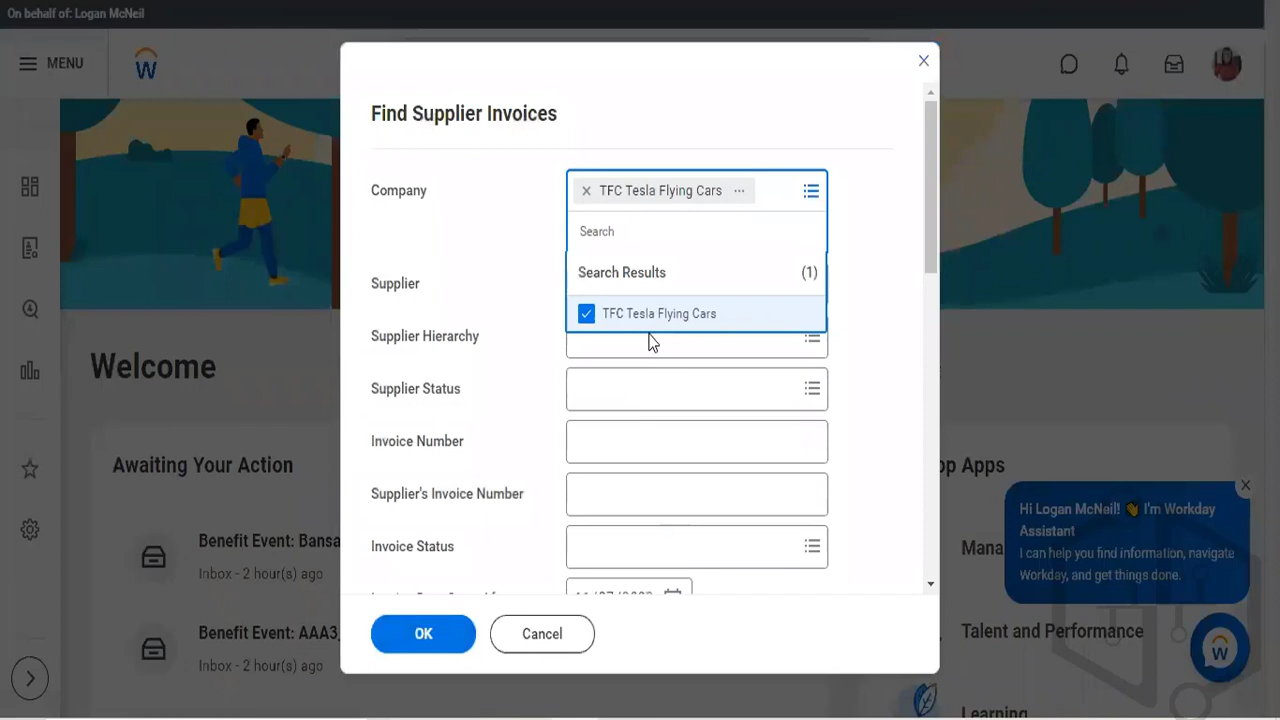 On behalf of: Logan McNeil
MENU
Find Supplier Invoices
Company
TFC Tesla Flying Cars
Search
Search Results (1)
TFC Tesla Flying Cars
Supplier
Supplier Hierarchy
Supplier Status
Invoice Number
Supplier's Invoice Number
Invoice Status
OK
Cancel
Welcome
Awaiting Your Action
Benefit Event: Bansa
Inbox - 2 hour(s) ago
Benefit Event: AAA3
Inbox - 2 hour(s) ago
op Apps
Mana
Talent and Performance
Learning
Hi Logan McNeil! 👋 I'm Workday
Assistant
I can help you find information, navigate
Workday, and get things done.